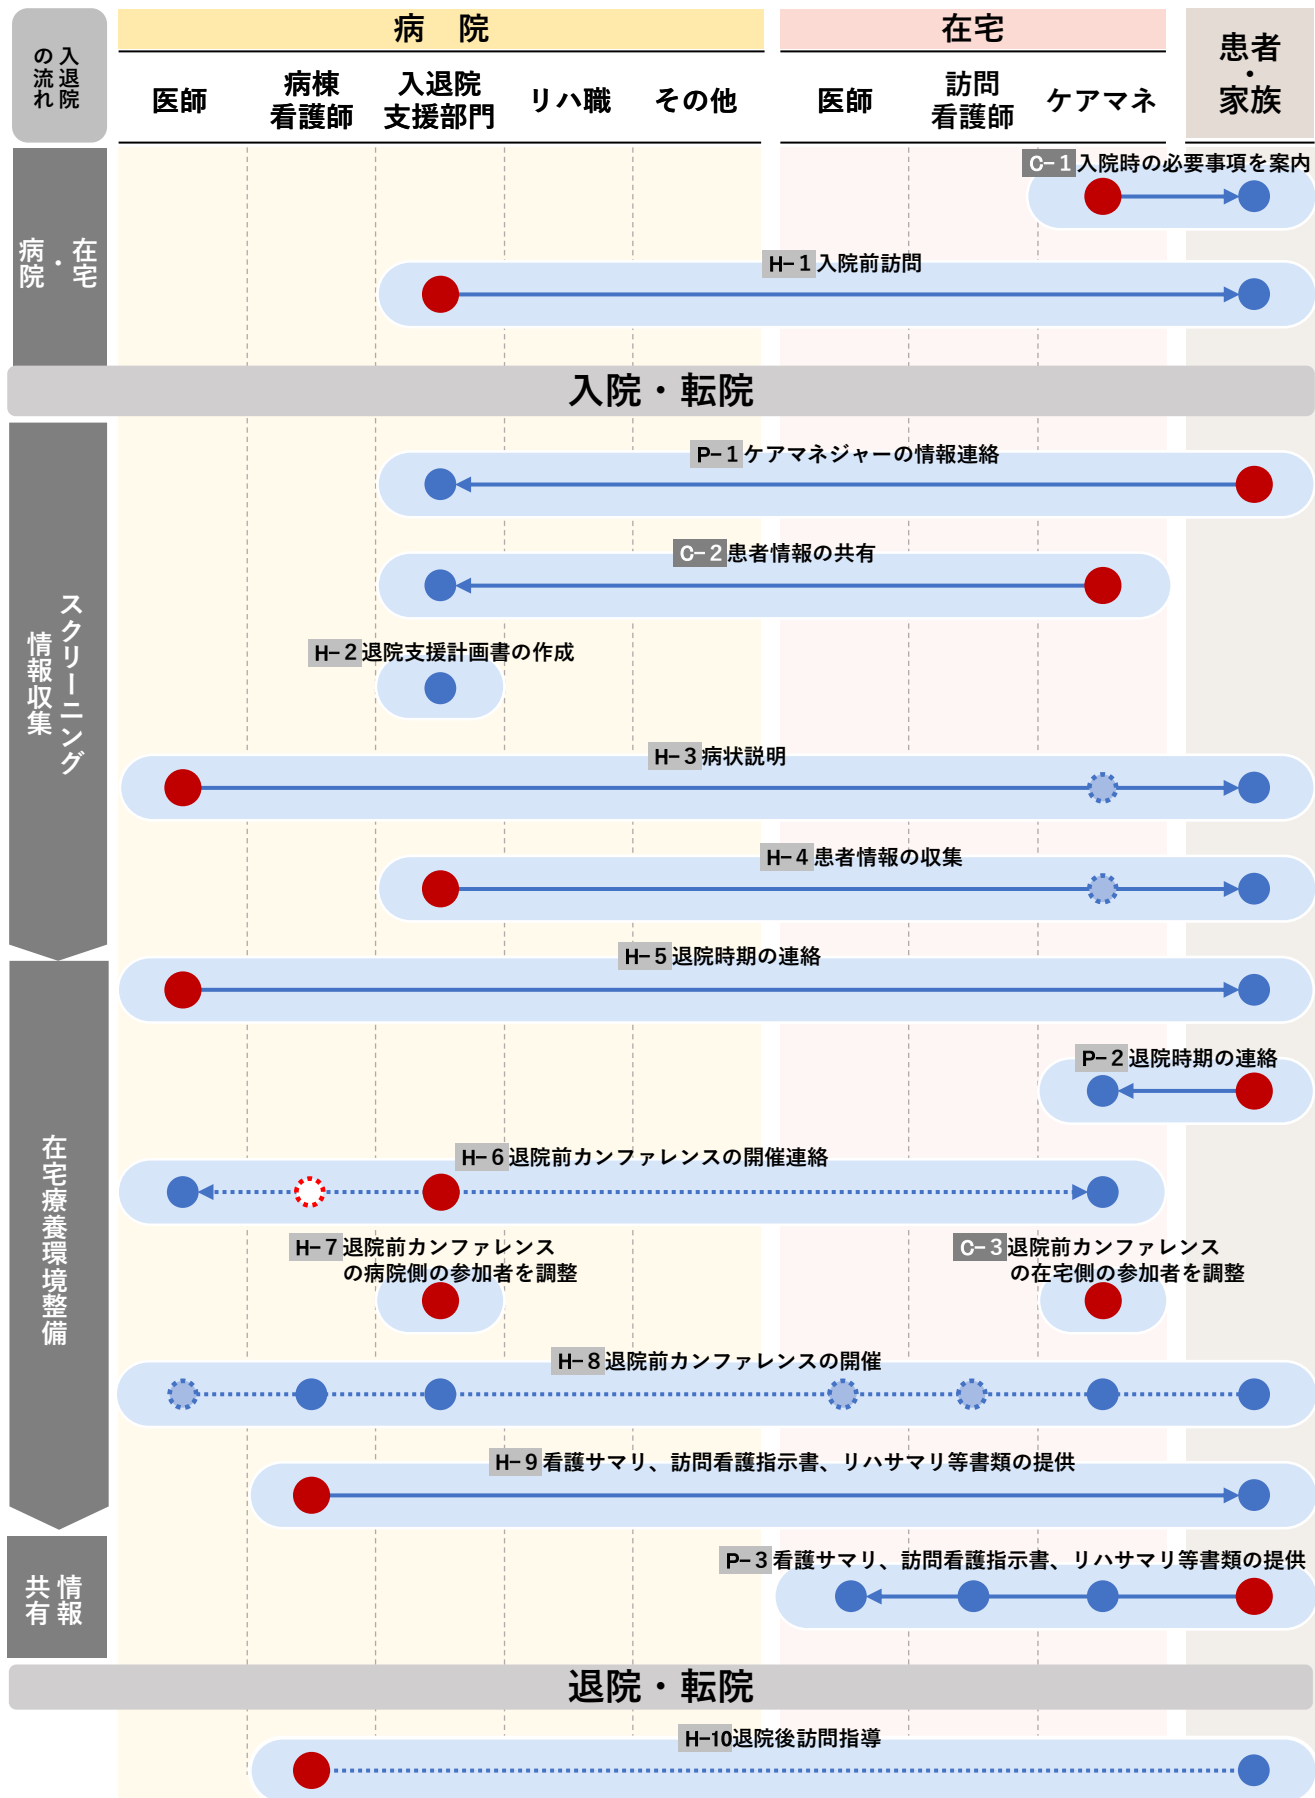 入退院
の流れ
病　院
在宅
患者
・
家族
医師
病棟
看護師
入退院
支援部門
リハ職
その他
医師
訪問
看護師
ケアマネ
在宅
・
病院
C-1入院時の必要事項を案内
H-1入院前訪問
入院・転院
スクリーニング
情報収集
P-1ケアマネジャーの情報連絡
C-2患者情報の共有
H-2退院支援計画書の作成
H-3病状説明
H-4患者情報の収集
在宅療養環境整備
H-5退院時期の連絡
P-2退院時期の連絡
H-6退院前カンファレンスの開催連絡
H-7退院前カンファレンス
の病院側の参加者を調整
C-3退院前カンファレンス
の在宅側の参加者を調整
H-8退院前カンファレンスの開催
H-9看護サマリ、訪問看護指示書、リハサマリ等書類の提供
情報
共有
P-3看護サマリ、訪問看護指示書、リハサマリ等書類の提供
退院・転院
H-10退院後訪問指導